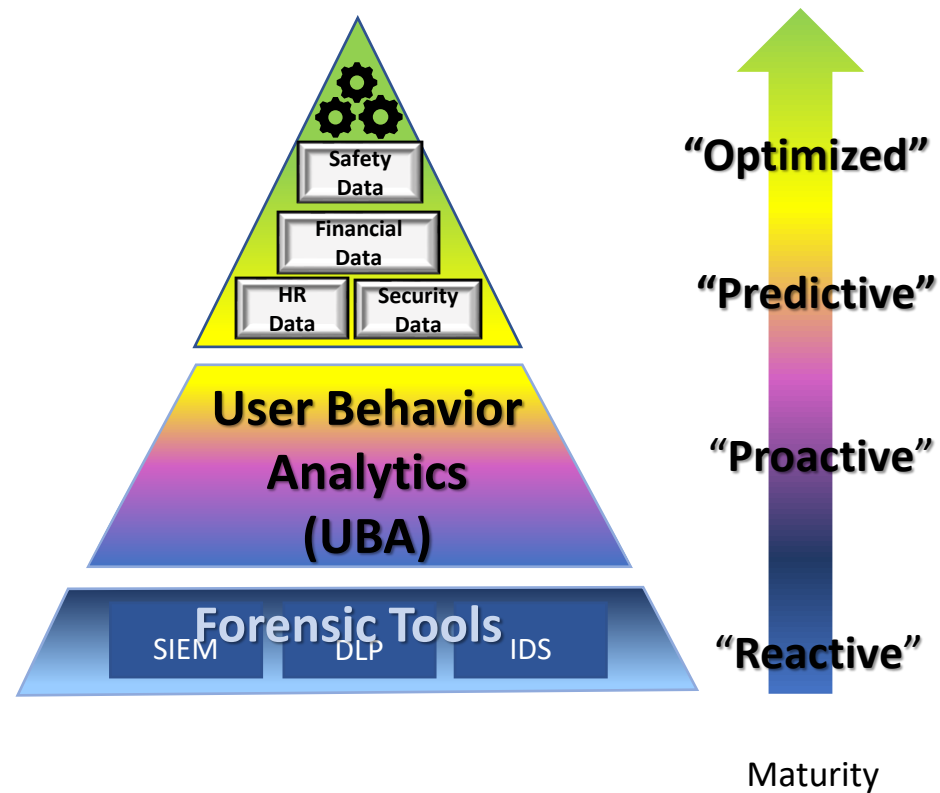 Safety
Data
Financial
Data
HR
Data
Security
Data
User Behavior
Analytics
(UBA)
Forensic Tools
SIEM
DLP
IDS
“Optimized”
“Predictive”
“Proactive”
“Reactive”
Maturity